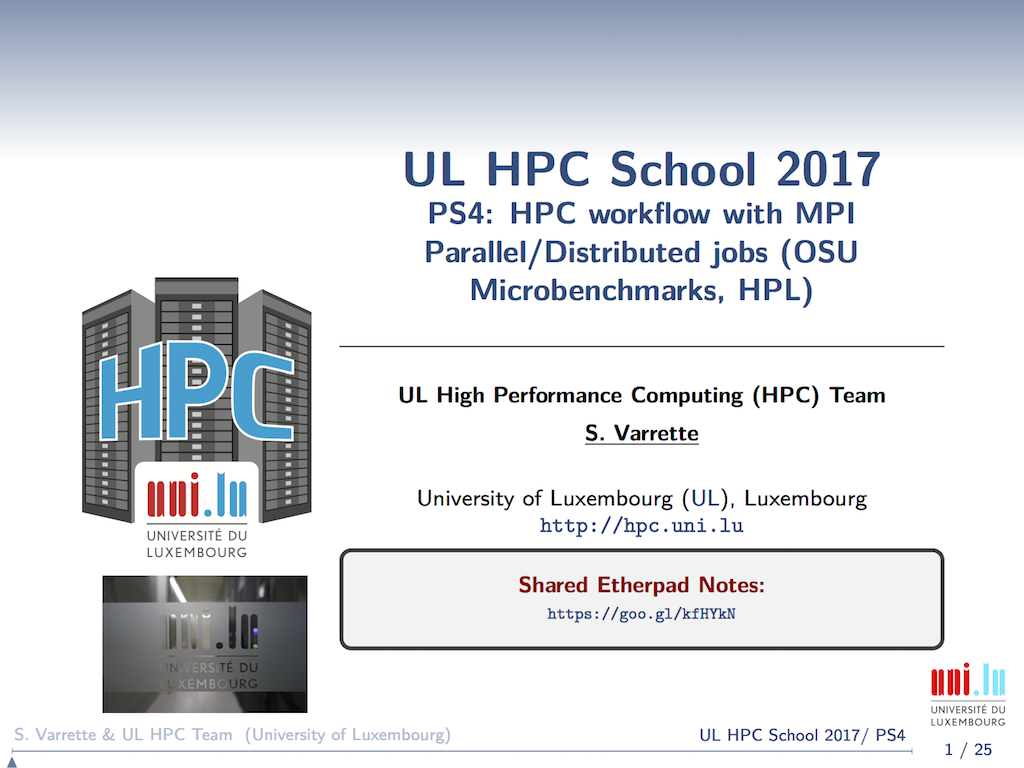 UL HPC School 2017
PS4: HPC workflow with MPI
Parallel/Distributed jobs (OSU
Microbenchmarks, HPL)
UL High Performance Computing (HPC) Team
S. Varrette
University of Luxembourg (UL), Luxembourg
http://hpc.uni.lu
Shared Etherpad Notes:
https://goo.gl/kfHYkN
HPC
uni.lu
UNIVERSITÉ DU
LUXEMBOURG
uni.lu
UNIVERSITÉ DU
LUXEMBOURG
uni.lu
UNIVERSITÉ DU
LUXEMBOURG
S. Varrette & UL HPC Team (University of Luxembourg)
UL HPC School 2017/ PS4
1 / 25